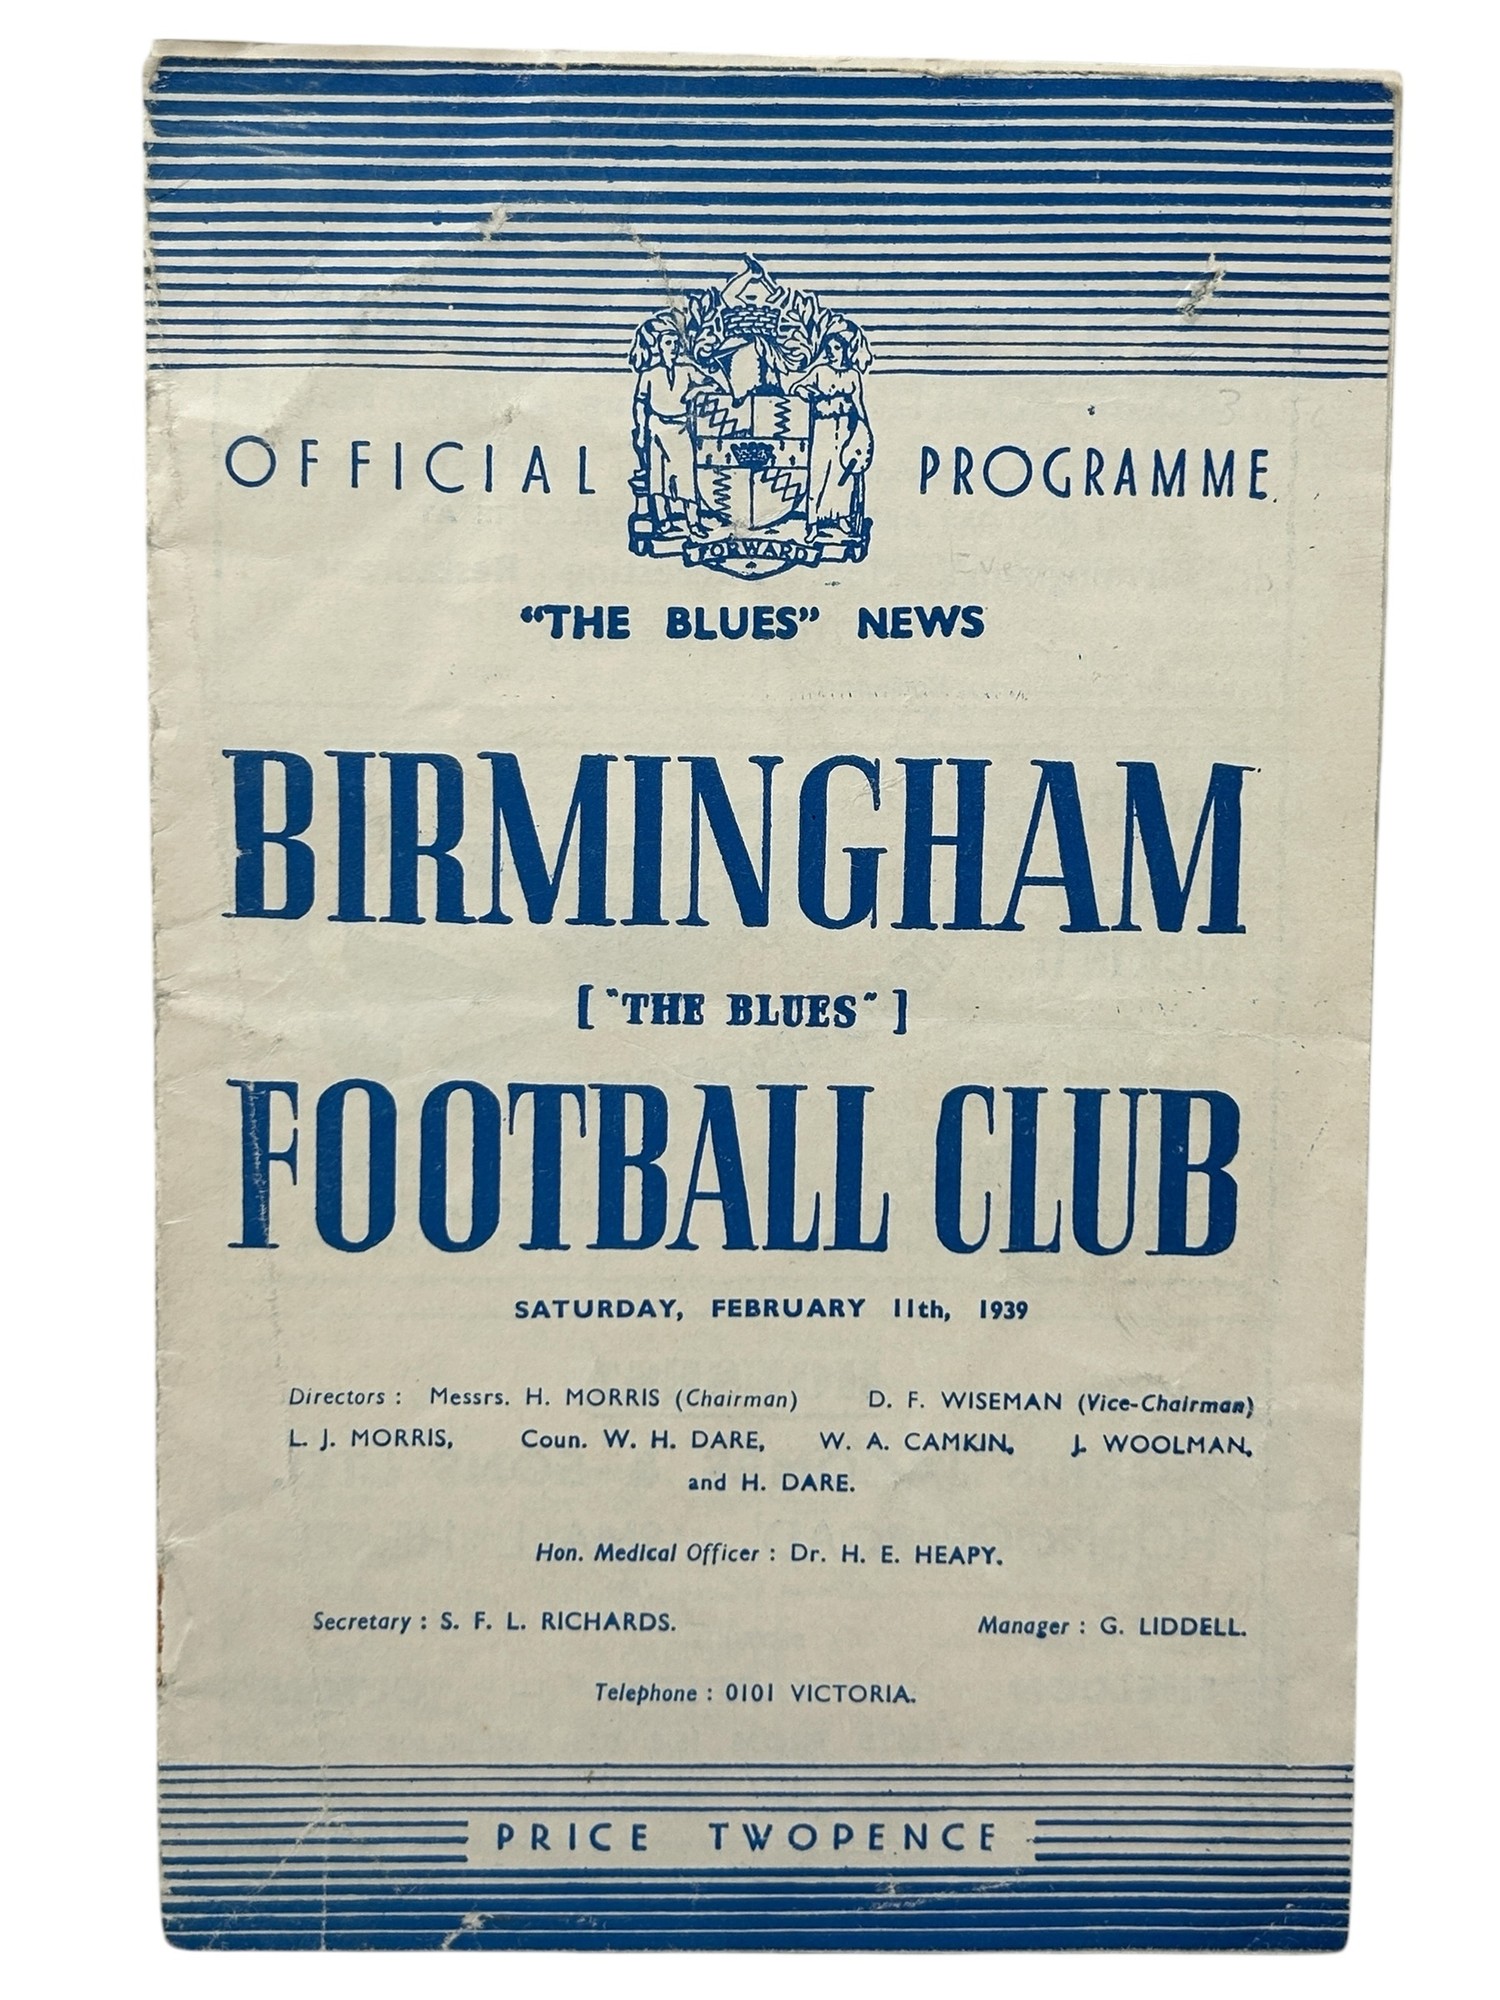 OFFICIAL PROGRAMME
FORWARD
"THE BLUES" NEWS
BIRMINGHAM
["THE BLUES"]
FOOTBALL CLUB
SATURDAY, FEBRUARY 11th, 1939
Directors : Messrs. H. MORRIS (Chairman) D. F. WISEMAN (Vice-Chairman)
L. J. MORRIS, Coun. W. H. DARE, W. A. CAMKIN, J. WOOLMAN,
and H. DARE.
Hon. Medical Officer : Dr. H. E. HEAPY.
Secretary : S. F. L. RICHARDS. Manager : G. LIDDELL.
Telephone : 0101 VICTORIA.
PRICE TWOPENCE